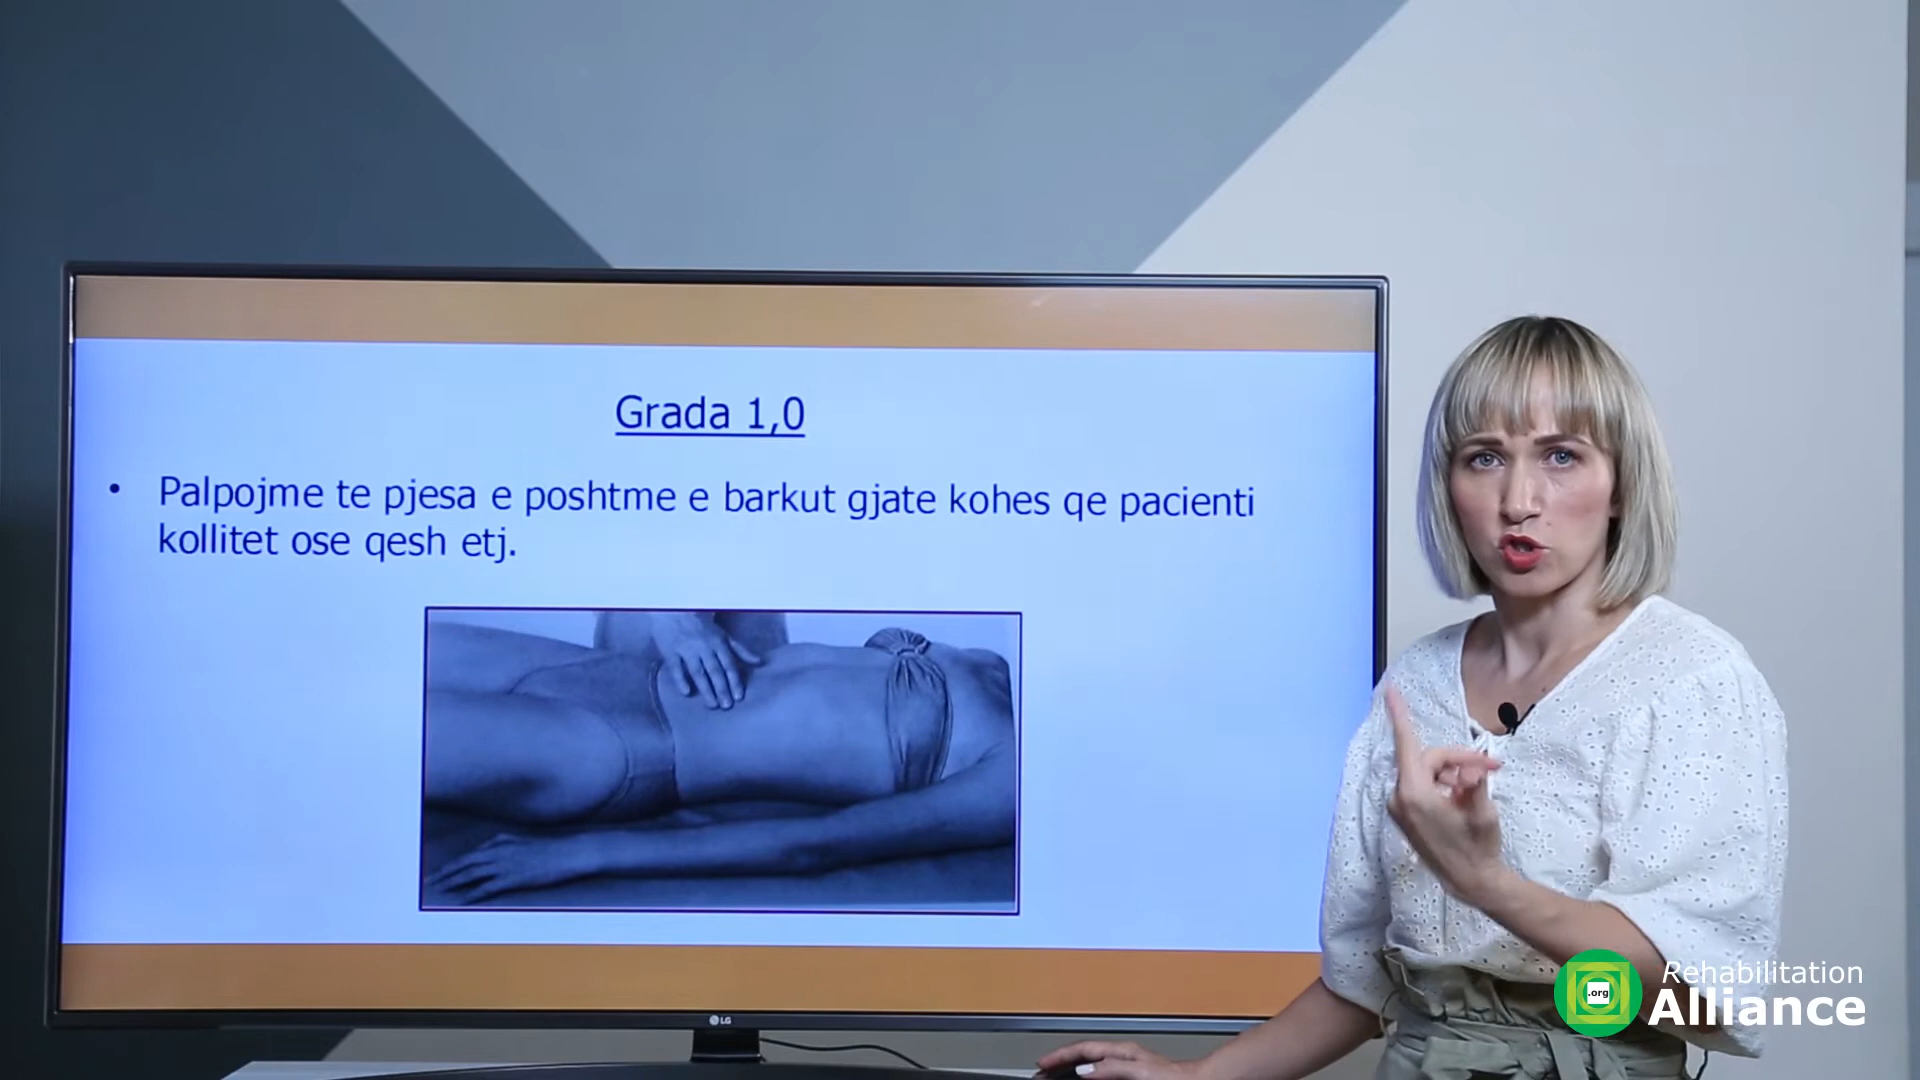 Grada 1,0
• Palpojme te pjesa e poshtme e barkut gjate kohes qe pacienti
kollitet ose qesh etj.
LG
.org
Rehabilitation
Alliance